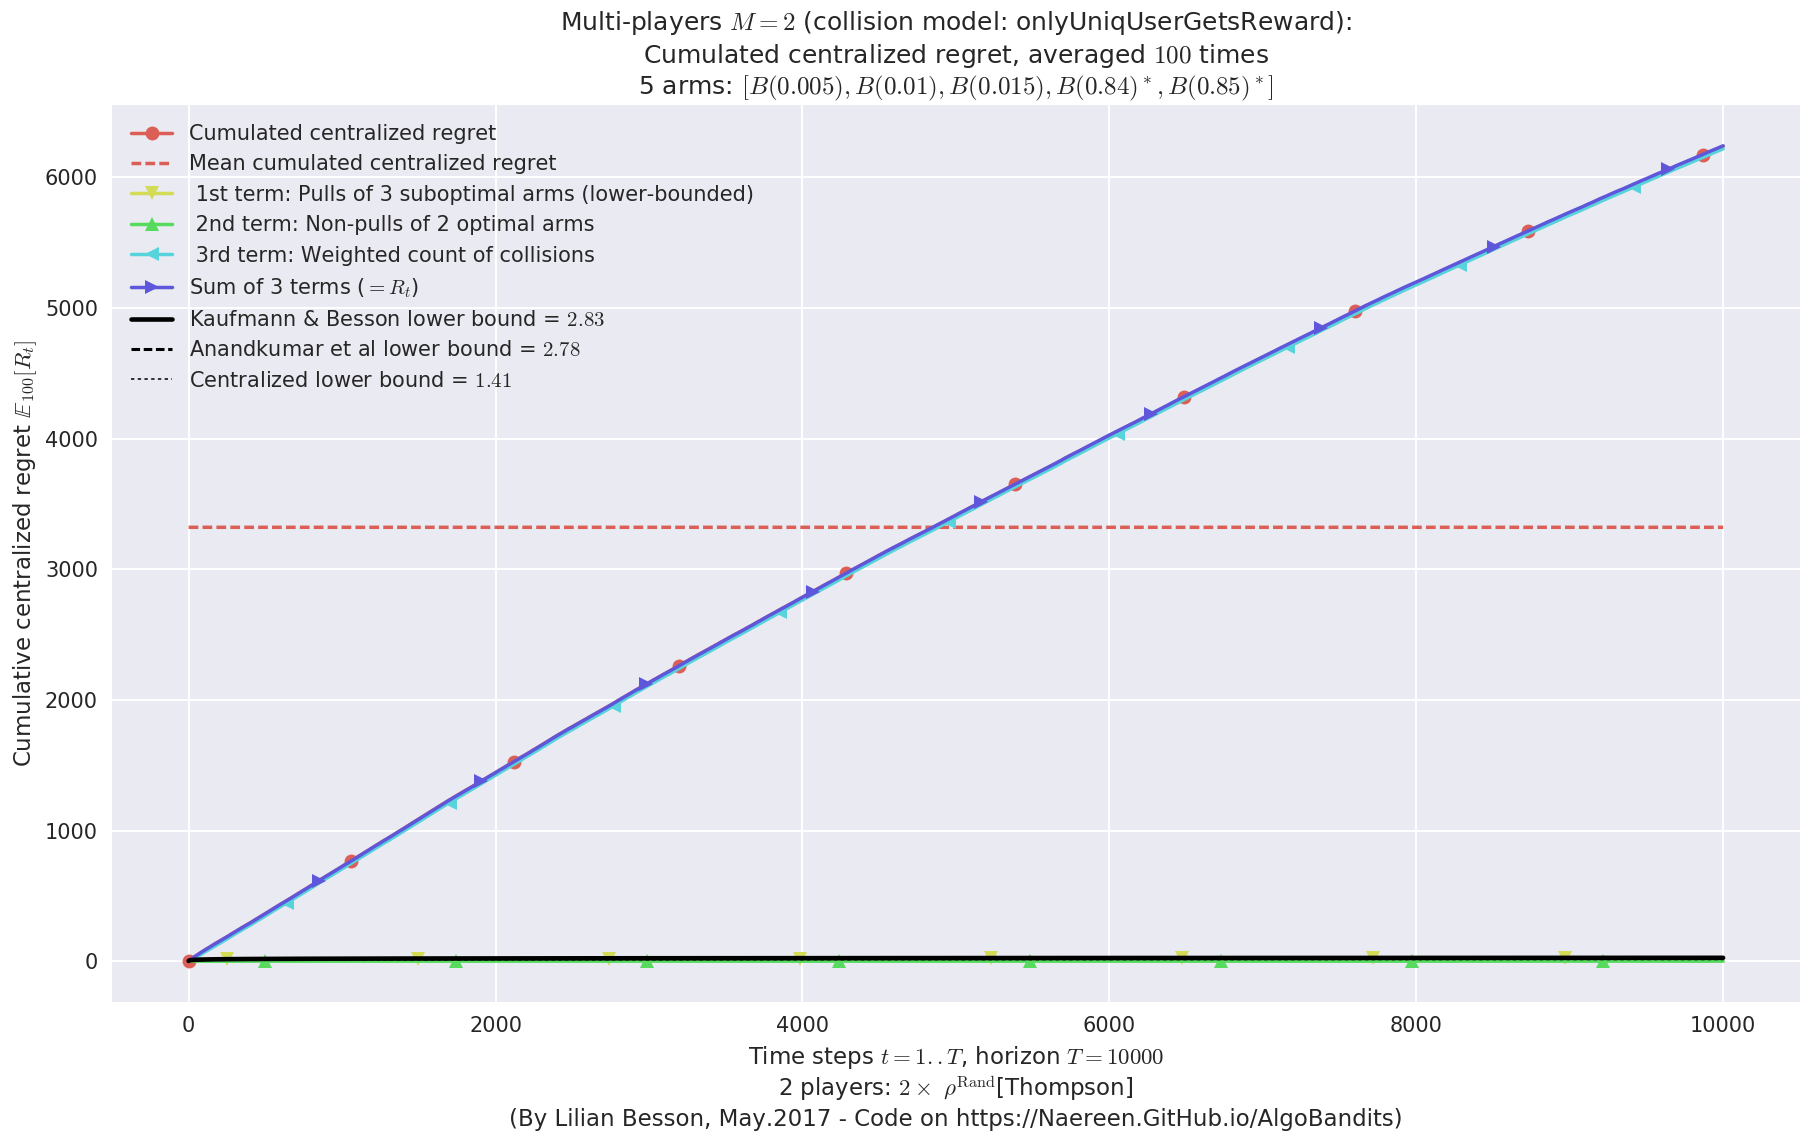 Multi-players M = 2 (collision model: onlyUniqUserGetsReward):
Cumulated centralized regret, averaged 100 times
5 arms: [B(0.005), B(0.01), B(0.015), B(0.84)*, B(0.85)*]
Cumulated centralized regret
Mean cumulated centralized regret
1st term: Pulls of 3 suboptimal arms (lower-bounded)
2nd term: Non-pulls of 2 optimal arms
3rd term: Weighted count of collisions
Sum of 3 terms (= Rₜ)
Kaufmann & Besson lower bound = 2.83
Anandkumar et al lower bound = 2.78
Centralized lower bound = 1.41
Cumulative centralized regret 𝔼₁₀₀[Rₜ]
6000
5000
4000
3000
2000
1000
0
0 2000 4000 6000 8000 10000
Time steps t = 1..T, horizon T = 10000
2 players: 2 × ρᴿᵃⁿᵈ[Thompson]
(By Lilian Besson, May.2017 - Code on https://Naereen.GitHub.io/AlgoBandits)